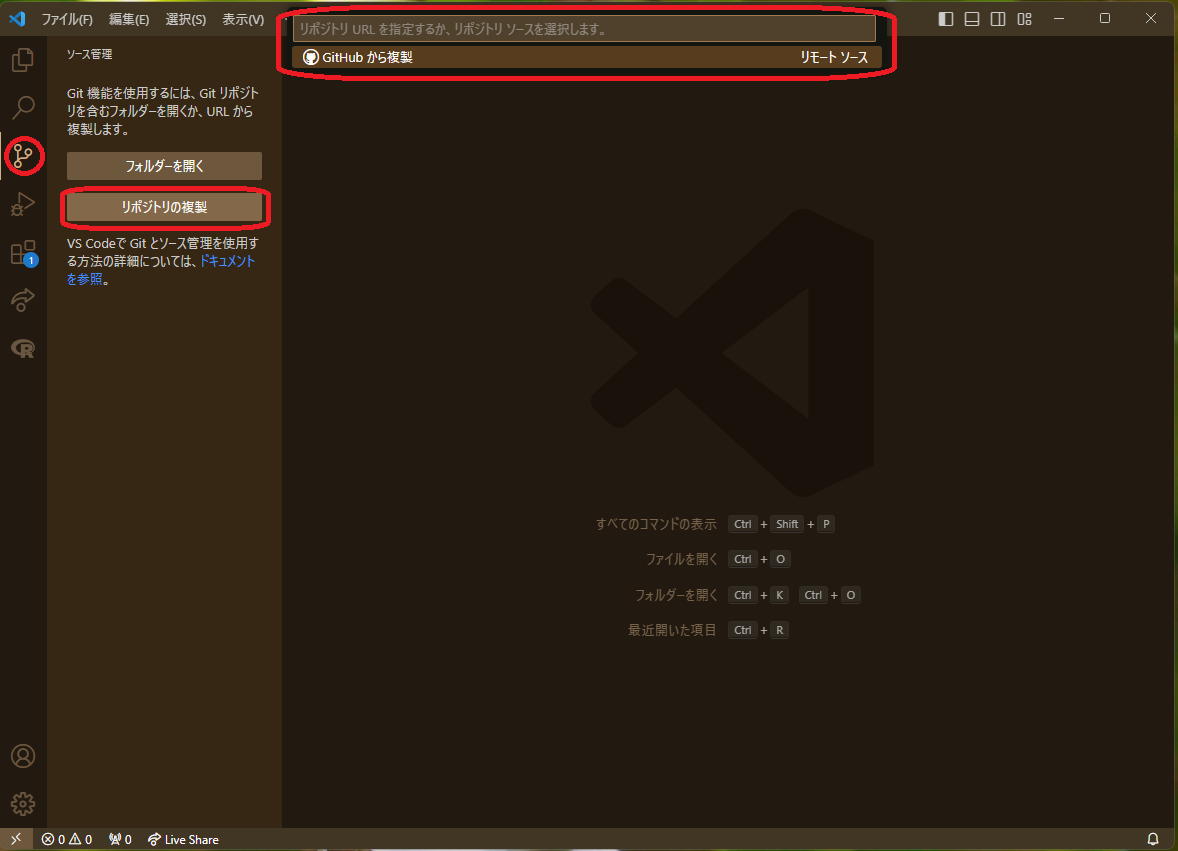 ファイル(F) 編集(E) 選択(S) 表示(V)
リポジトリ URL を指定するか、リポジトリ ソースを選択します。
GitHub から複製 リモート ソース
ソース管理
Git 機能を使用するには、Git リポジト
リを含むフォルダーを開くか、URL から
複製します。
フォルダーを開く
リポジトリの複製
VS Codeで Git とソース管理を使用す
る方法の詳細については、ドキュメント
を参照。
1
すべてのコマンドの表示 Ctrl + Shift + P
ファイルを開く Ctrl + O
フォルダーを開く Ctrl + K Ctrl + O
最近開いた項目 Ctrl + R
0 0 0 Live Share